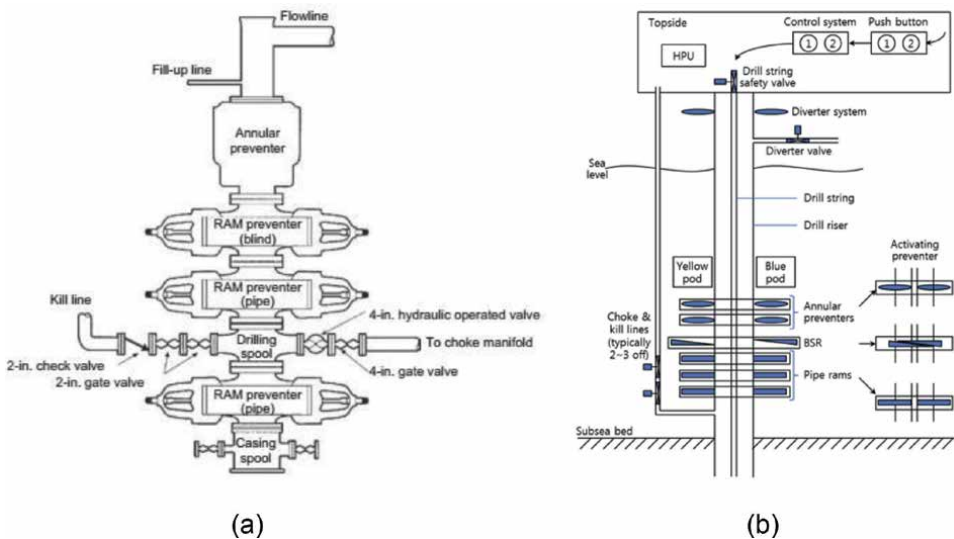 Flowline
Fill-up line
Annular
preventer
RAM preventer
(blind)
RAM preventer
(pipe)
Kill line
4-in. hydraulic operated valve
Drilling
spool
To choke manifold
2-in. check valve
2-in. gate valve
4-in. gate valve
RAM preventer
(pipe)
Casing
spool
(a)
Topside
Control system
Push button
1 2
1 2
HPU
Drill string
safety valve
Diverter system
Diverter valve
Sea
level
Drill string
Drill riser
Yellow
pod
Blue
pod
Activating
preventer
Annular
preventers
Choke &
kill lines
(typically
2~3 off)
BSR
Pipe rams
Subsea bed
(b)